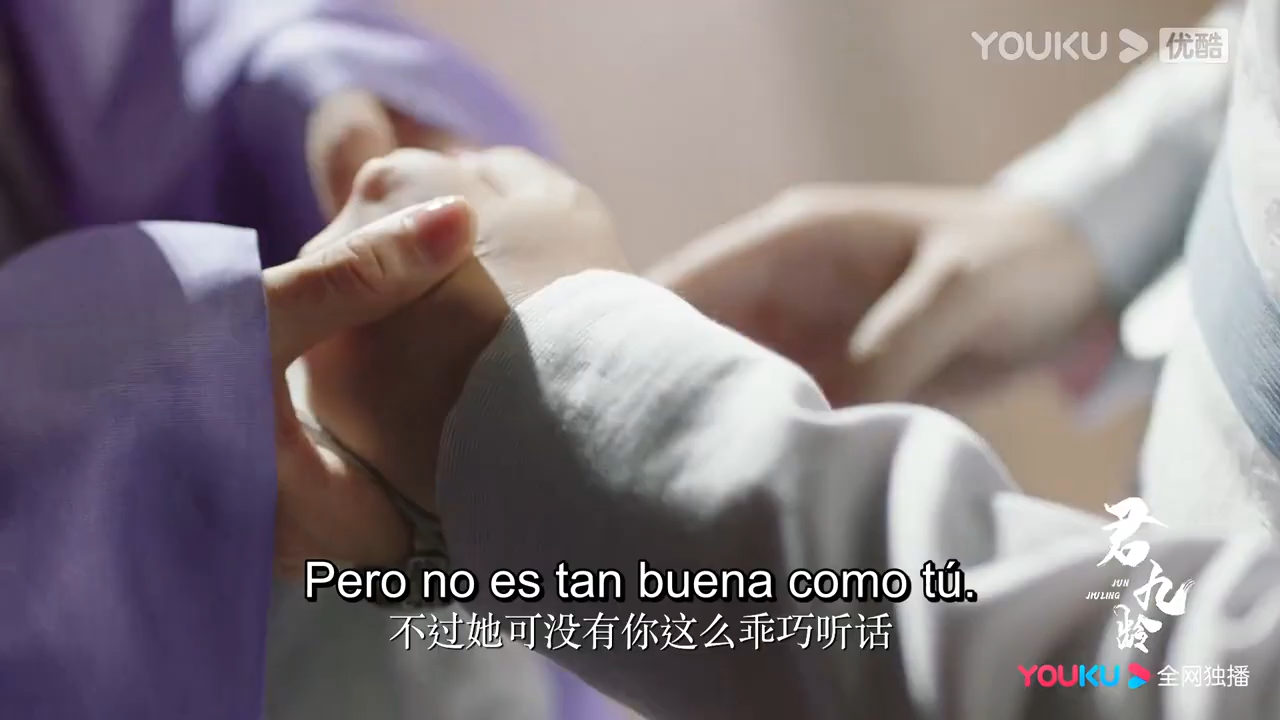 YOUKU 优酷
Pero no es tan buena como tú.
不过她可没有你这么乖巧听话
君九龄
JUN
JIULING
YOUKU 全网独播